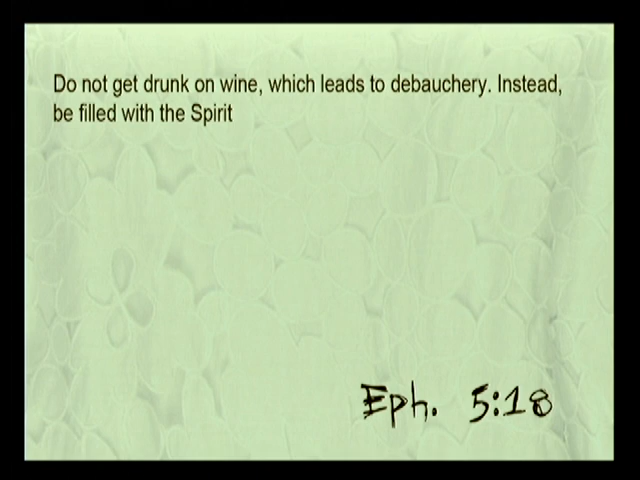 Do not get drunk on wine, which leads to debauchery. Instead,
be filled with the Spirit
Eph. 5:18